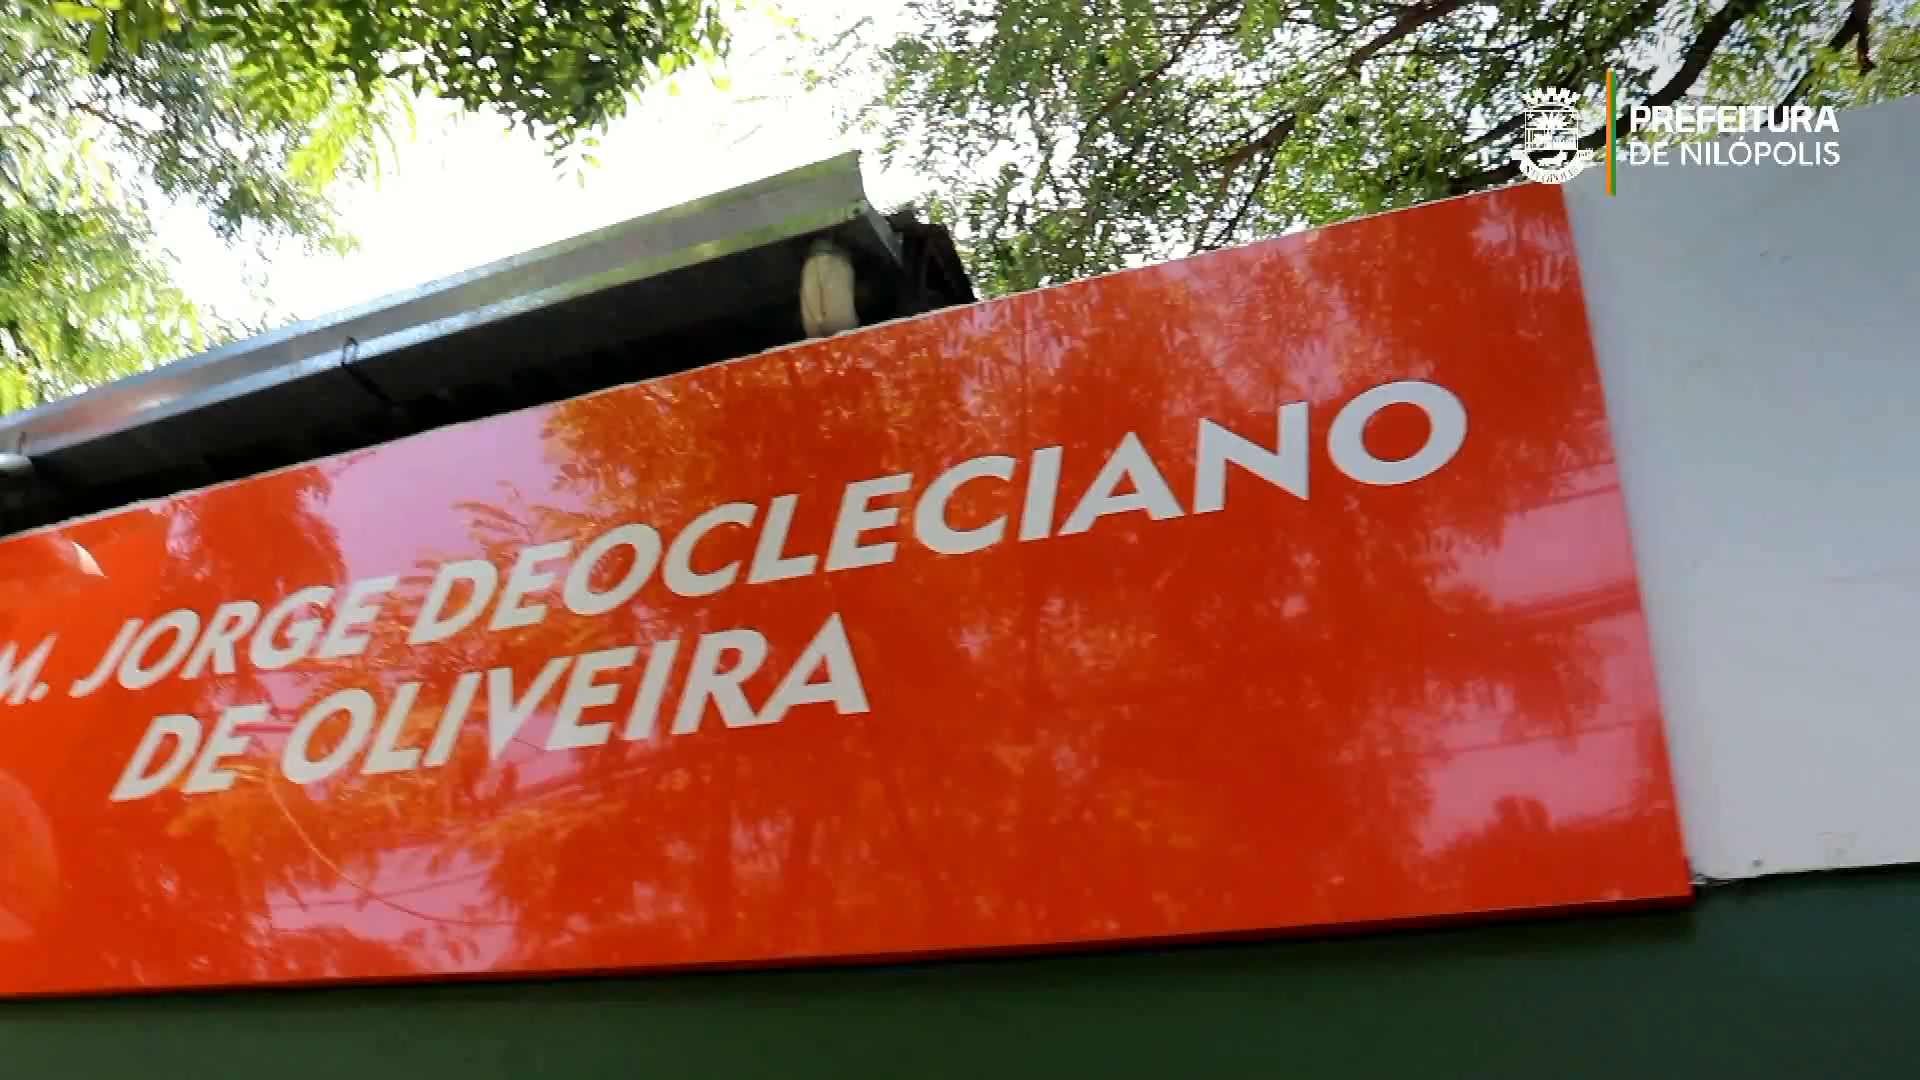 PREFEITURA
DE NILÓPOLIS
M. JORGE DEOCLECIANO
DE OLIVEIRA